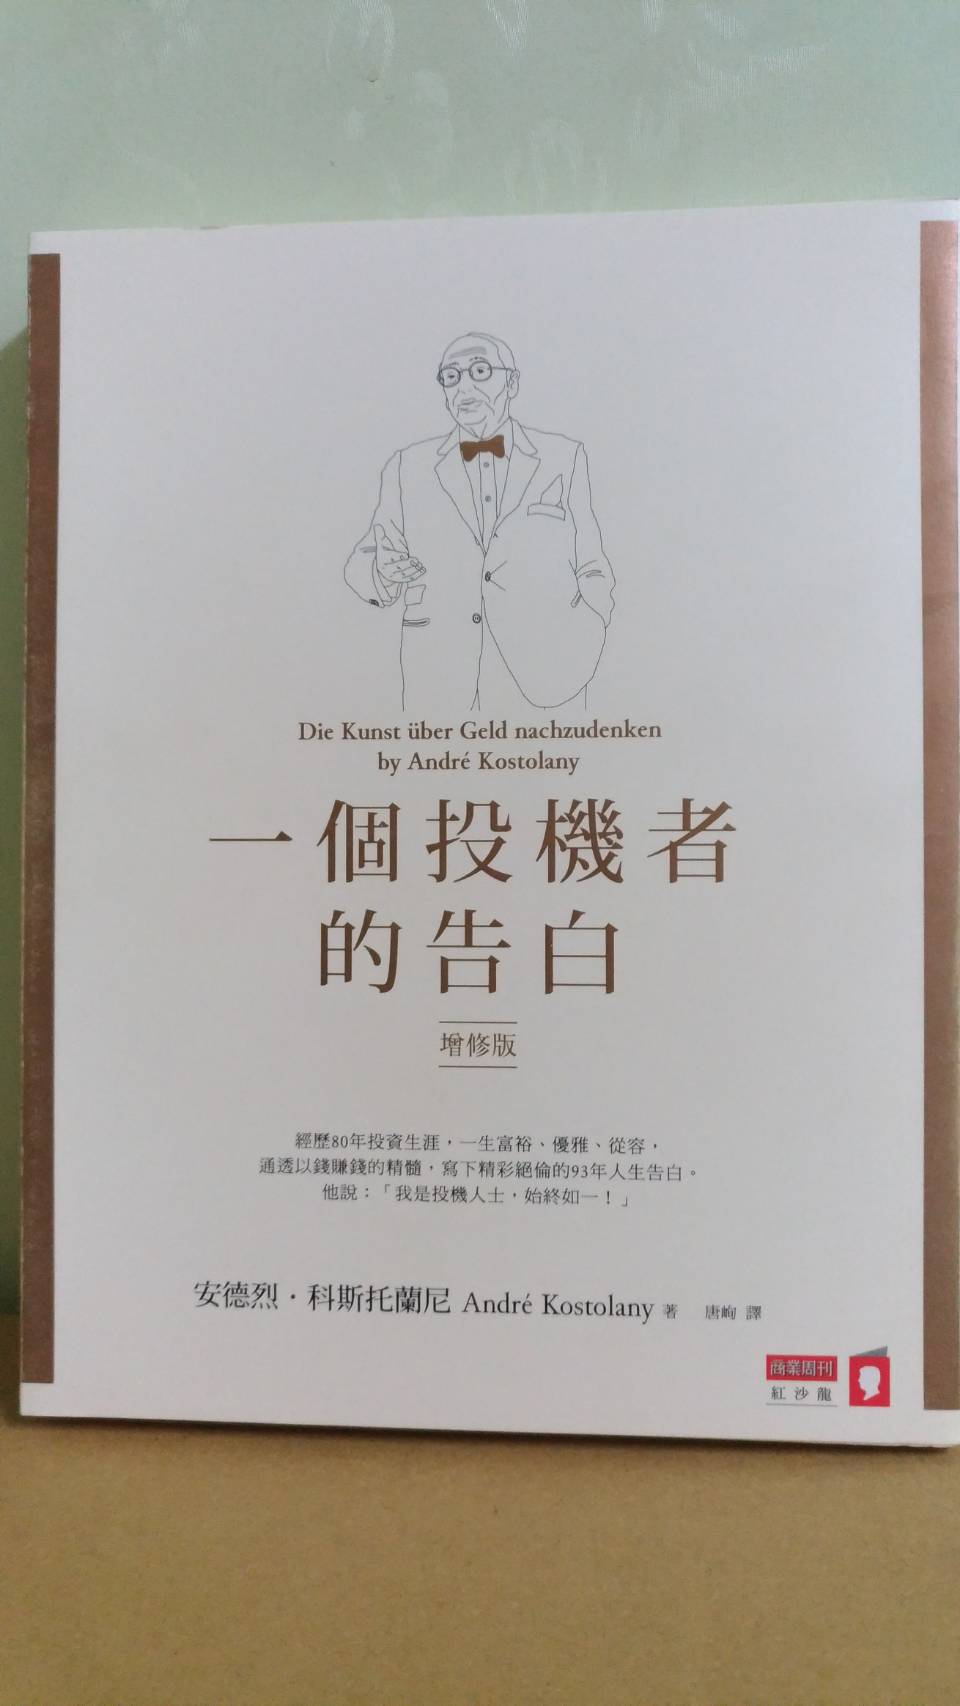 Die Kunst über Geld nachzudenken
by André Kostolany
一個投機者
的告白
增修版
經歷80年投資生涯，一生富裕、優雅、從容，
通透以錢賺錢的精髓，寫下精彩絕倫的93年人生告白。
他說：「我是投機人士，始終如一！」
安德烈．科斯托蘭尼 André Kostolany 著 唐峋 譯
商業周刊
紅沙龍